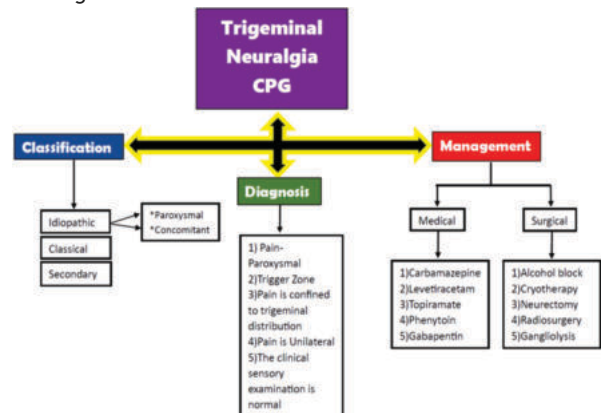 Trigeminal
Neuralgia
CPG
Classification
Management
Diagnosis
Idiopathic
*Paroxysmal
*Concomitant
Classical
Secondary
1) Pain-
Paroxysmal
2)Trigger Zone
3)Pain is confined
to trigeminal
distribution
4)Pain is Unilateral
5)The clinical
sensory
examination is
normal
Medical
Surgical
1)Carbamazepine
2)Levetiracetam
3)Topiramate
4)Phenytoin
5)Gabapentin
1)Alcohol block
2)Cryotherapy
3)Neurectomy
4)Radiosurgery
5)Gangliolysis